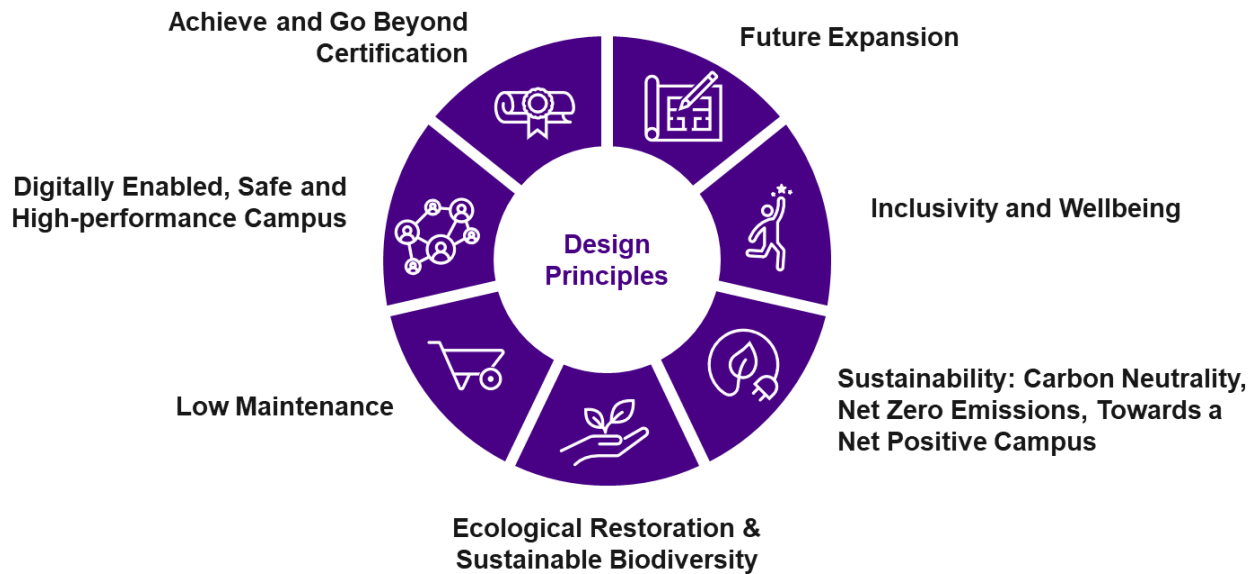 Achieve and Go Beyond
Certification
Future Expansion
Digitally Enabled, Safe and
High-performance Campus
Inclusivity and Wellbeing
Design
Principles
Low Maintenance
Sustainability: Carbon Neutrality,
Net Zero Emissions, Towards a
Net Positive Campus
Ecological Restoration &
Sustainable Biodiversity